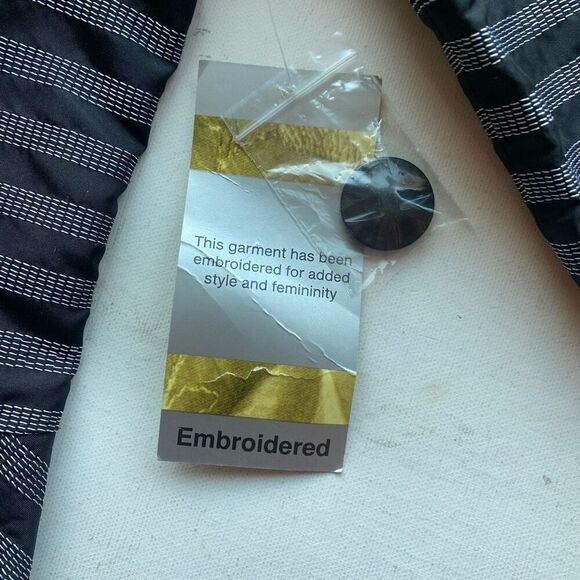 This garment has been
embroidered for added
style and femininity
Embroidered